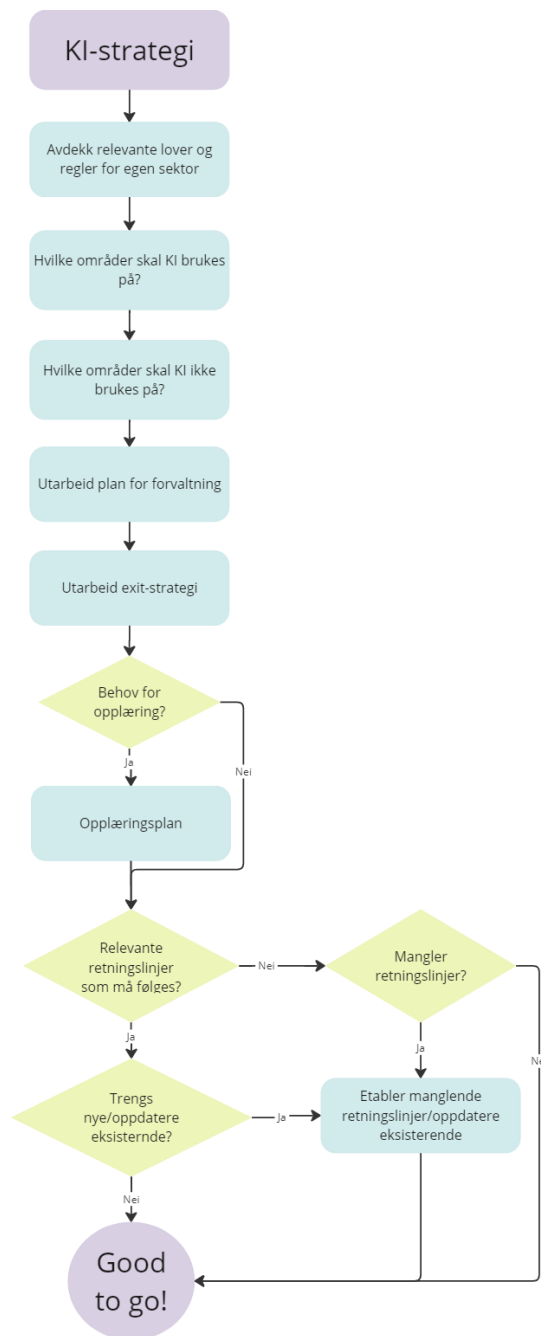 KI-strategi
Avdekk relevante lover og
regler for egen sektor
Hvilke områder skal KI brukes
på?
Hvilke områder skal KI ikke
brukes på?
Utarbeid plan for forvaltning
Utarbeid exit-strategi
Behov for
opplæring?
Ja
Nei
Opplæringsplan
Relevante
retningslinjer
som må følges?
Nei
Mangler
retningslinjer?
Ja
Ja
Nei
Trengs
nye/oppdatere
eksisternde?
Ja
Etabler manglende
retningslinjer/oppdatere
eksisterende
Nei
Good
to go!